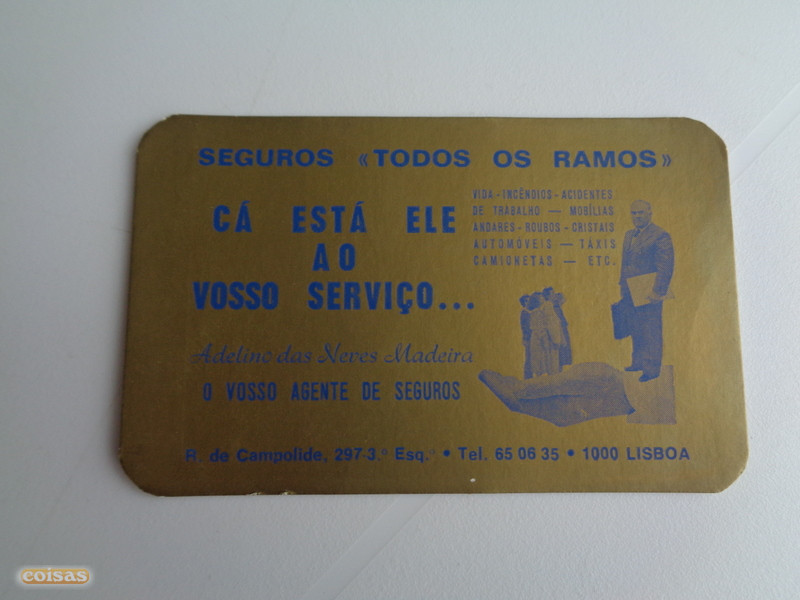 SEGUROS «TODOS OS RAMOS»
CÁ ESTÁ ELE
AO
VOSSO SERVIÇO...
VIDA - INCÊNDIOS - ACIDENTES
DE TRABALHO — MOBÍLIAS
ANDARES - ROUBOS - CRISTAIS
AUTOMÓVEIS — TAXIS
CAMIONETAS — ETC.
Adelino das Neves Madeira
O VOSSO AGENTE DE SEGUROS
R. de Campolide, 297-3.º Esq.º • Tel. 65 06 35 • 1000 LISBOA
coisas